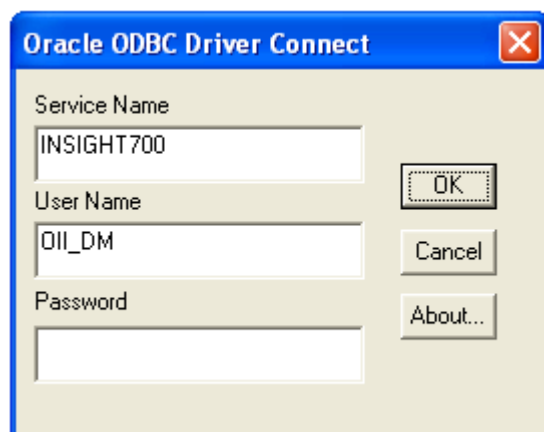 Oracle ODBC Driver Connect
Service Name
INSIGHT700
OK
User Name
OII_DM
Cancel
Password
About...